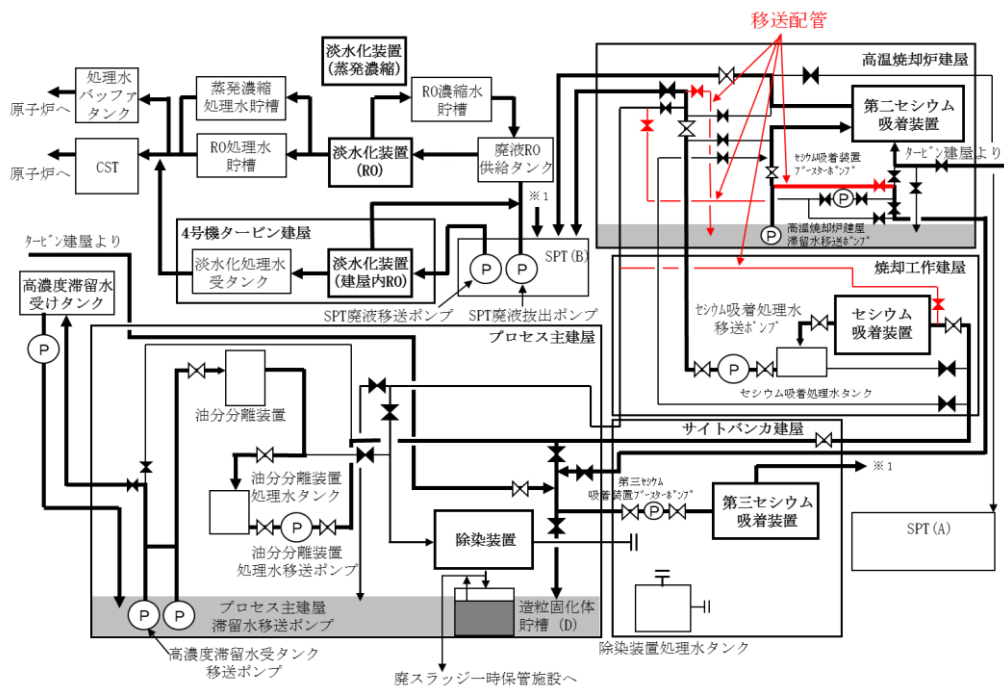 移送配管
高温焼却炉建屋
淡水化装置
(蒸発濃縮)
処理水
バッファ
タンク
原子炉へ
蒸発濃縮
処理水貯槽
RO濃縮水
貯槽
第二セシウム
吸着装置
CST
原子炉へ
RO処理水
貯槽
淡水化装置
(RO)
廃液RO
供給タンク
セシウム吸着装置
ブースターポンプ
タービン建屋より
※1
P
P
高温焼却炉建屋
滞留水移送ポンプ
4号機タービン建屋
淡水化処理水
受タンク
淡水化装置
(建屋内RO)
P
P
SPT(B)
SPT廃液移送ポンプ
SPT廃液抜出ポンプ
タービン建屋より
高濃度滞留水
受けタンク
P
焼却工作建屋
セシウム吸着処理水
移送ポンプ
セシウム
吸着装置
P
セシウム吸着処理水タンク
プロセス主建屋
油分分離装置
油分分離装置
処理水タンク
P
油分分離装置
処理水移送ポンプ
サイトバンカ建屋
※1
第三セシウム
吸着装置ブースターポンプ
P
第三セシウム
吸着装置
除染装置
SPT(A)
プロセス主建屋
滞留水移送ポンプ
P
P
造粒固化体
貯槽(D)
高濃度滞留水受タンク
移送ポンプ
除染装置処理水タンク
廃スラッジ一時保管施設へ